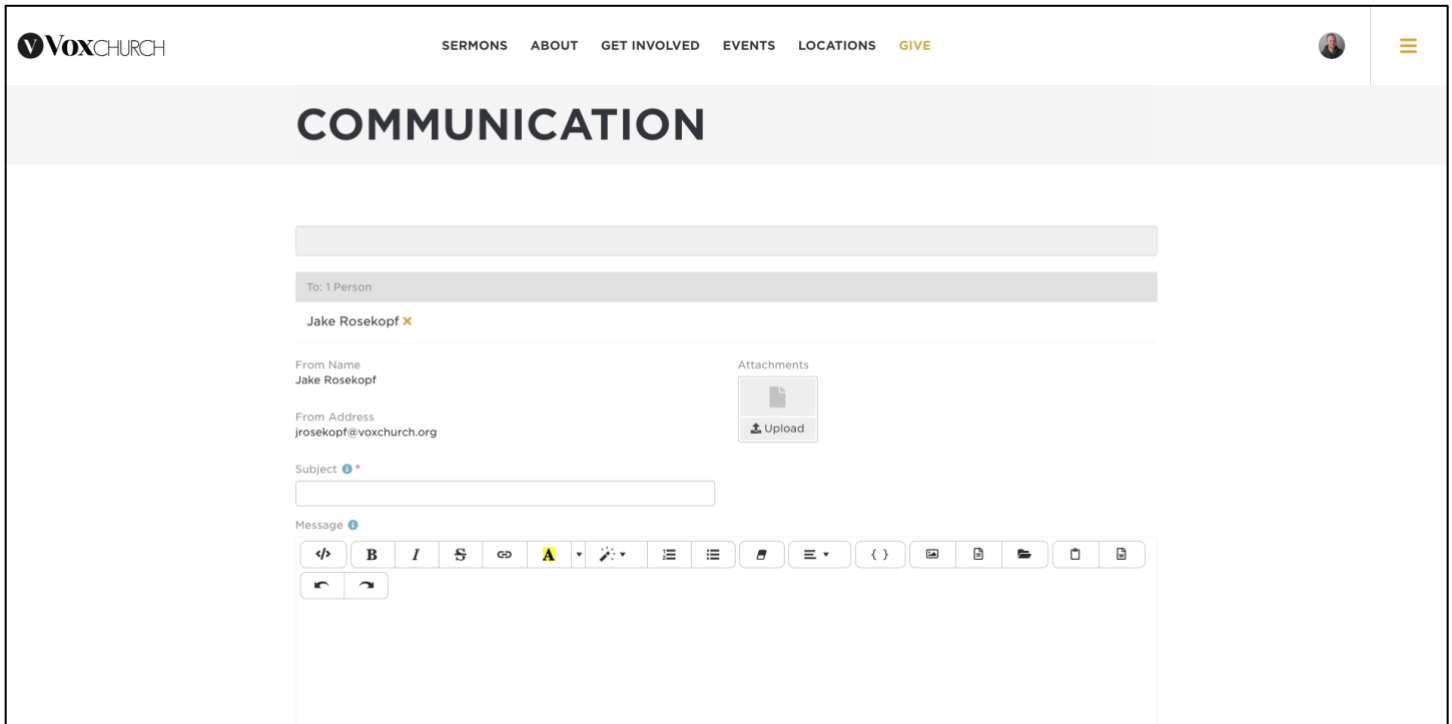 V VOXCHURCH
SERMONS ABOUT GET INVOLVED EVENTS LOCATIONS GIVE
COMMUNICATION
To: 1 Person
Jake Rosekopf ×
From Name
Jake Rosekopf
Attachments
Upload
From Address
jrosekopf@voxchurch.org
Subject *
Message
</> B I S A
{ }